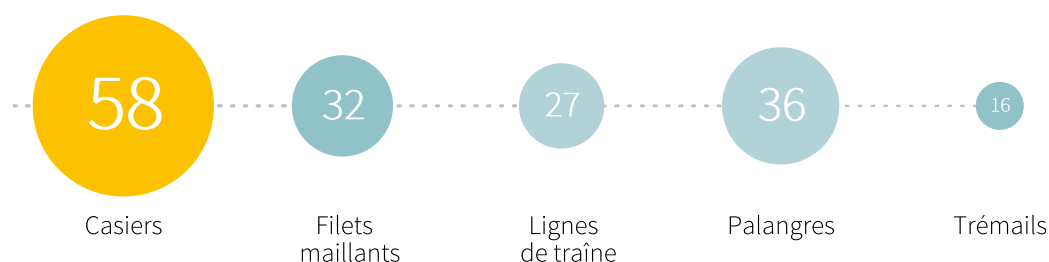 58
32
27
36
16
Casiers
Filets
maillants
Lignes
de traîne
Palangres
Trémails